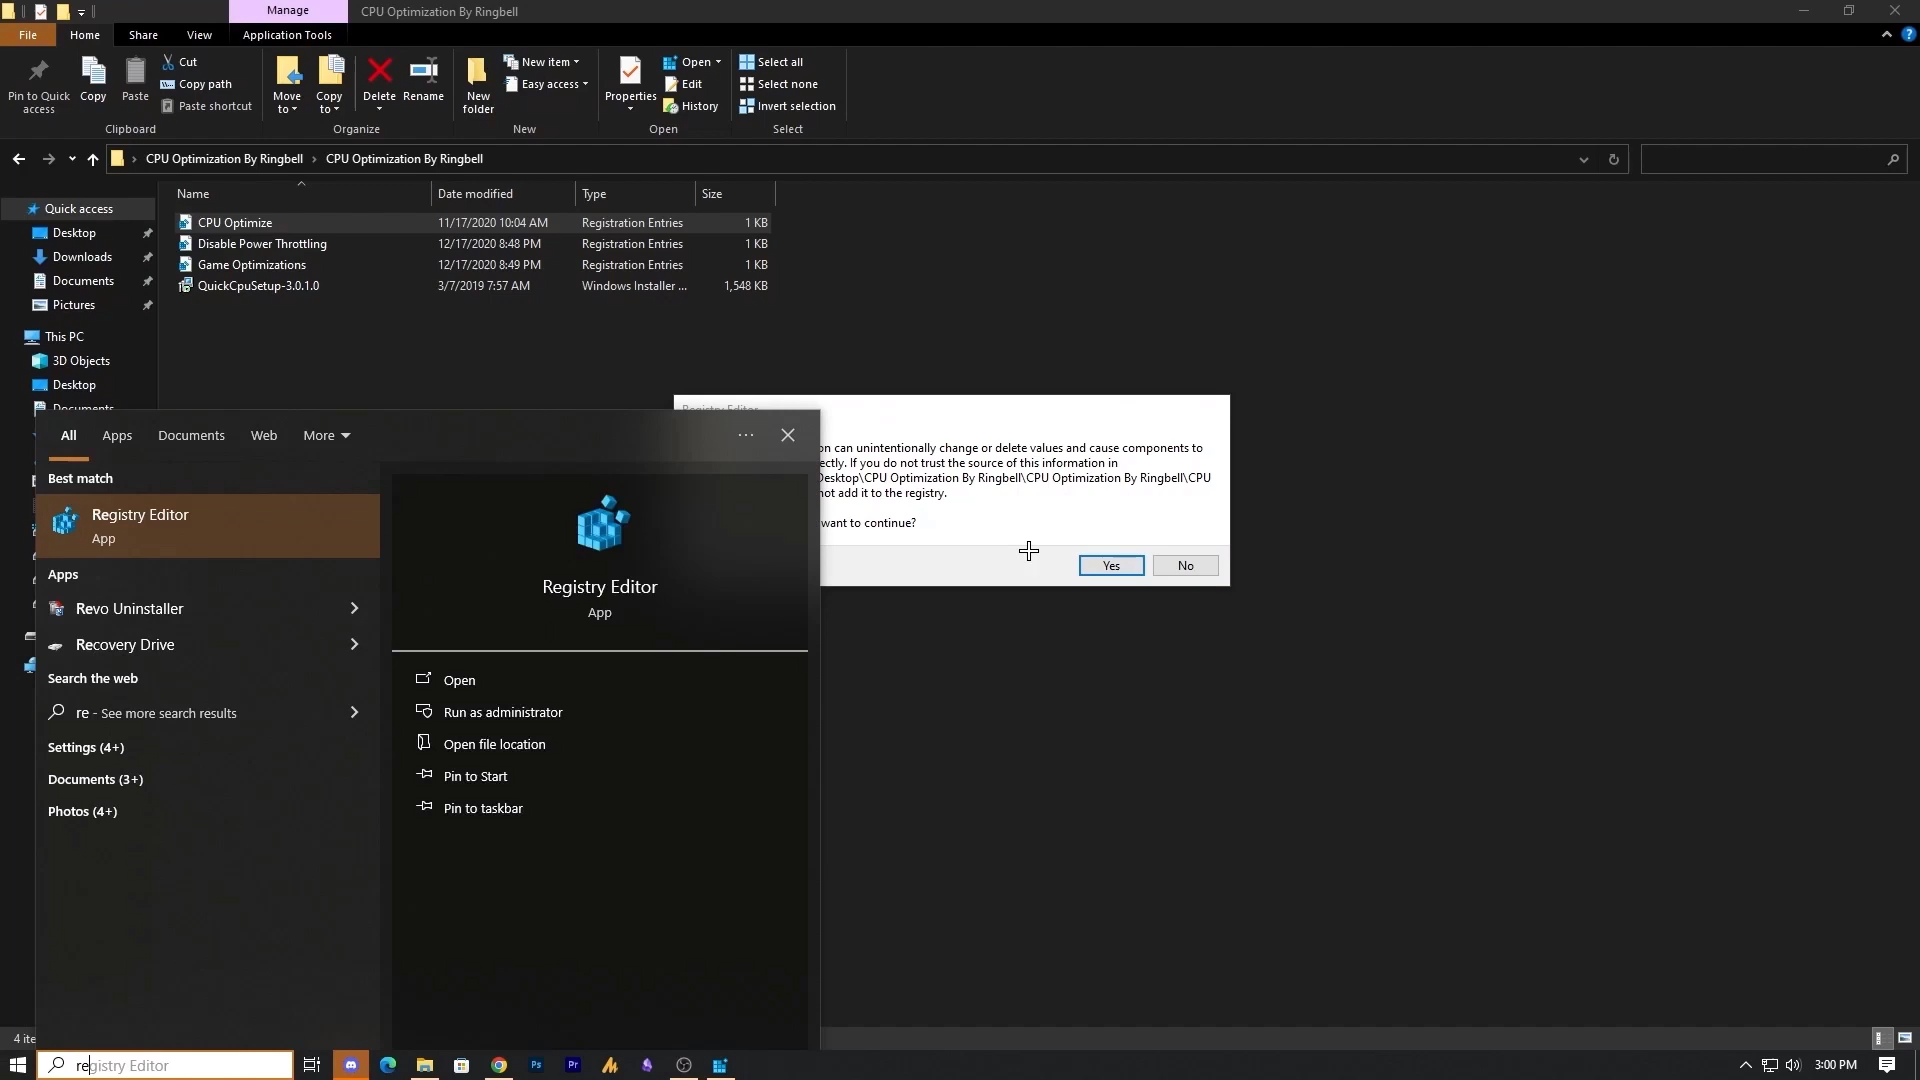 Manage
CPU Optimization By Ringbell
File
Home
Share
View
Application Tools
Pin to Quick access
Copy
Paste
Cut
Copy path
Paste shortcut
Clipboard
Move to
Copy to
Delete
Rename
Organize
New folder
New item
Easy access
New
Properties
Open
Edit
History
Open
Select all
Select none
Invert selection
Select
CPU Optimization By Ringbell > CPU Optimization By Ringbell
Name Date modified Type Size
CPU Optimize 11/17/2020 10:04 AM Registration Entries 1 KB
Disable Power Throttling 12/17/2020 8:48 PM Registration Entries 1 KB
Game Optimizations 12/17/2020 8:49 PM Registration Entries 1 KB
QuickCpuSetup-3.0.1.0 3/7/2019 7:57 AM Windows Installer ... 1,548 KB
Quick access
Desktop
Downloads
Documents
Pictures
This PC
3D Objects
Desktop
Documents
Registry Editor
on can unintentionally change or delete values and cause components to
ectly. If you do not trust the source of this information in
Desktop\CPU Optimization By Ringbell\CPU Optimization By Ringbell\CPU
not add it to the registry.
want to continue?
Yes
No
All
Apps
Documents
Web
More
Best match
Registry Editor
App
Apps
Revo Uninstaller
Recovery Drive
Search the web
re - See more search results
Settings (4+)
Documents (3+)
Photos (4+)
Registry Editor
App
Open
Run as administrator
Open file location
Pin to Start
Pin to taskbar
4 ite
registry Editor
Ps
Pr
3:00 PM